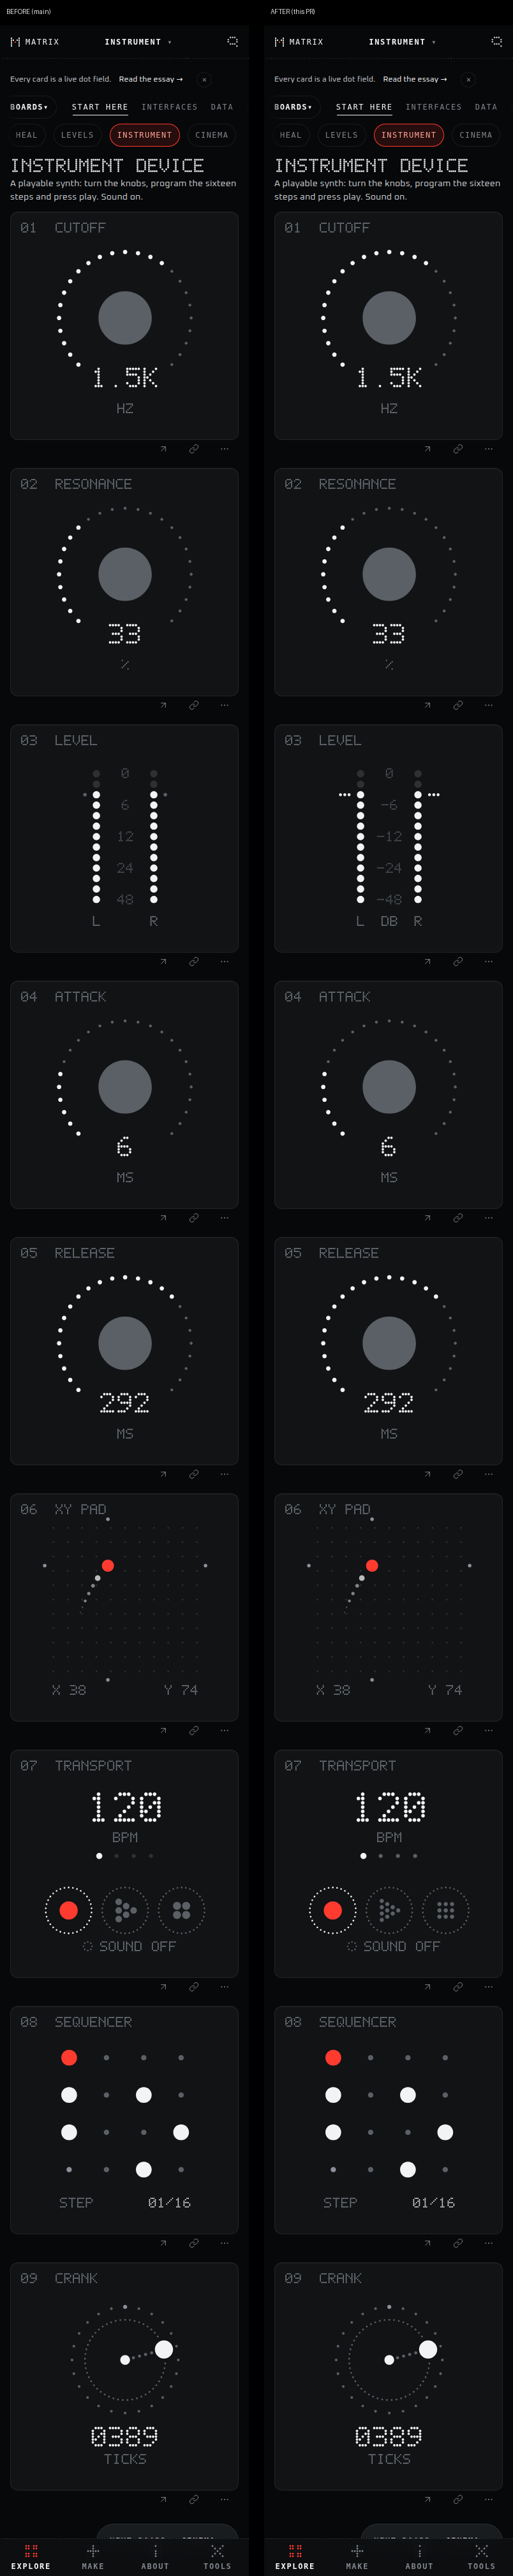 BEFORE (main)
MATRIX INSTRUMENT ▾
Every card is a live dot field. Read the essay → ×
BOARDS▾ START HERE INTERFACES DATA
HEAL LEVELS INSTRUMENT CINEMA
INSTRUMENT DEVICE
A playable synth: turn the knobs, program the sixteen
steps and press play. Sound on.
01 CUTOFF
1.5K
HZ
02 RESONANCE
33
%
03 LEVEL
0
6
12
24
48
L R
04 ATTACK
6
MS
05 RELEASE
292
MS
06 XY PAD
X 38 Y 74
07 TRANSPORT
120
BPM
SOUND OFF
08 SEQUENCER
STEP 01/16
09 CRANK
0389
TICKS
EXPLORE MAKE ABOUT TOOLS
AFTER (this PR)
MATRIX INSTRUMENT ▾
Every card is a live dot field. Read the essay → ×
BOARDS▾ START HERE INTERFACES DATA
HEAL LEVELS INSTRUMENT CINEMA
INSTRUMENT DEVICE
A playable synth: turn the knobs, program the sixteen
steps and press play. Sound on.
01 CUTOFF
1.5K
HZ
02 RESONANCE
33
%
03 LEVEL
0
−6
−12
−24
−48
L DB R
04 ATTACK
6
MS
05 RELEASE
292
MS
06 XY PAD
X 38 Y 74
07 TRANSPORT
120
BPM
SOUND OFF
08 SEQUENCER
STEP 01/16
09 CRANK
0389
TICKS
EXPLORE MAKE ABOUT TOOLS